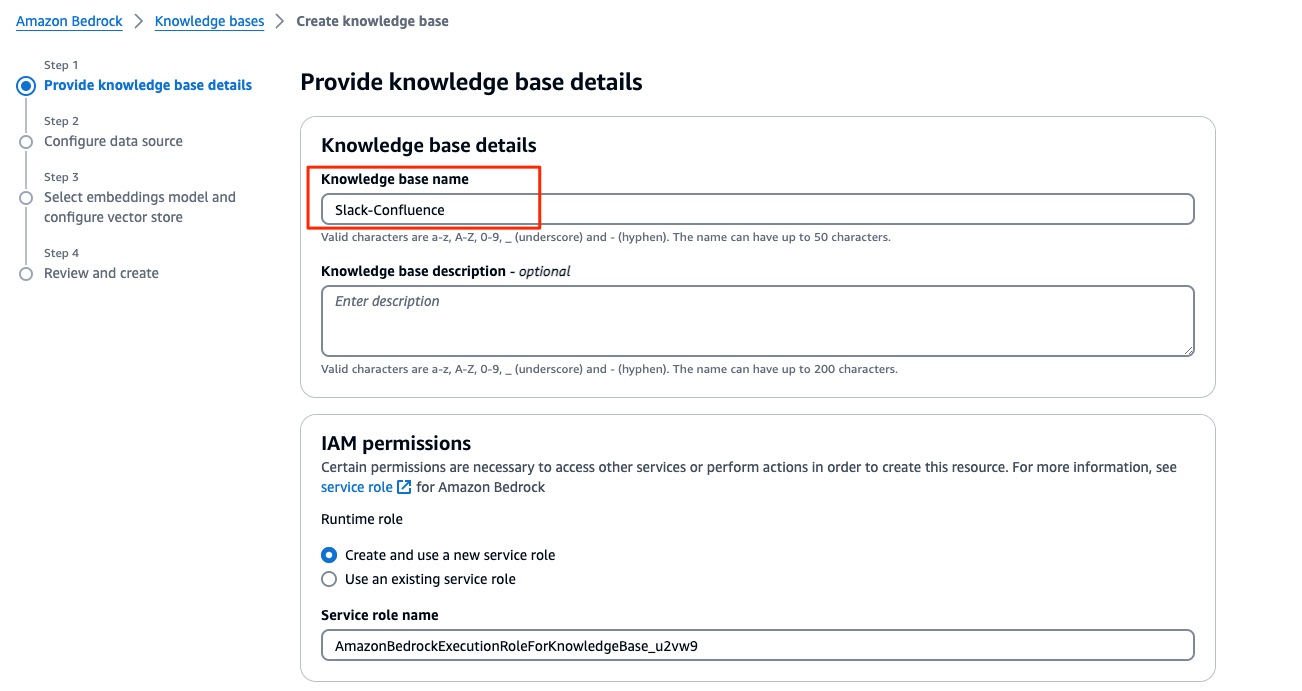 Amazon Bedrock > Knowledge bases > Create knowledge base
Step 1
Provide knowledge base details
Step 2
Configure data source
Step 3
Select embeddings model and
configure vector store
Step 4
Review and create
Provide knowledge base details
Knowledge base details
Knowledge base name
Slack-Confluence
Valid characters are a-z, A-Z, 0-9, _ (underscore) and - (hyphen). The name can have up to 50 characters.
Knowledge base description - optional
Enter description
Valid characters are a-z, A-Z, 0-9, _ (underscore) and - (hyphen). The name can have up to 200 characters.
IAM permissions
Certain permissions are necessary to access other services or perform actions in order to create this resource. For more information, see
service role for Amazon Bedrock
Runtime role
Create and use a new service role
Use an existing service role
Service role name
AmazonBedrockExecutionRoleForKnowledgeBase_u2vw9